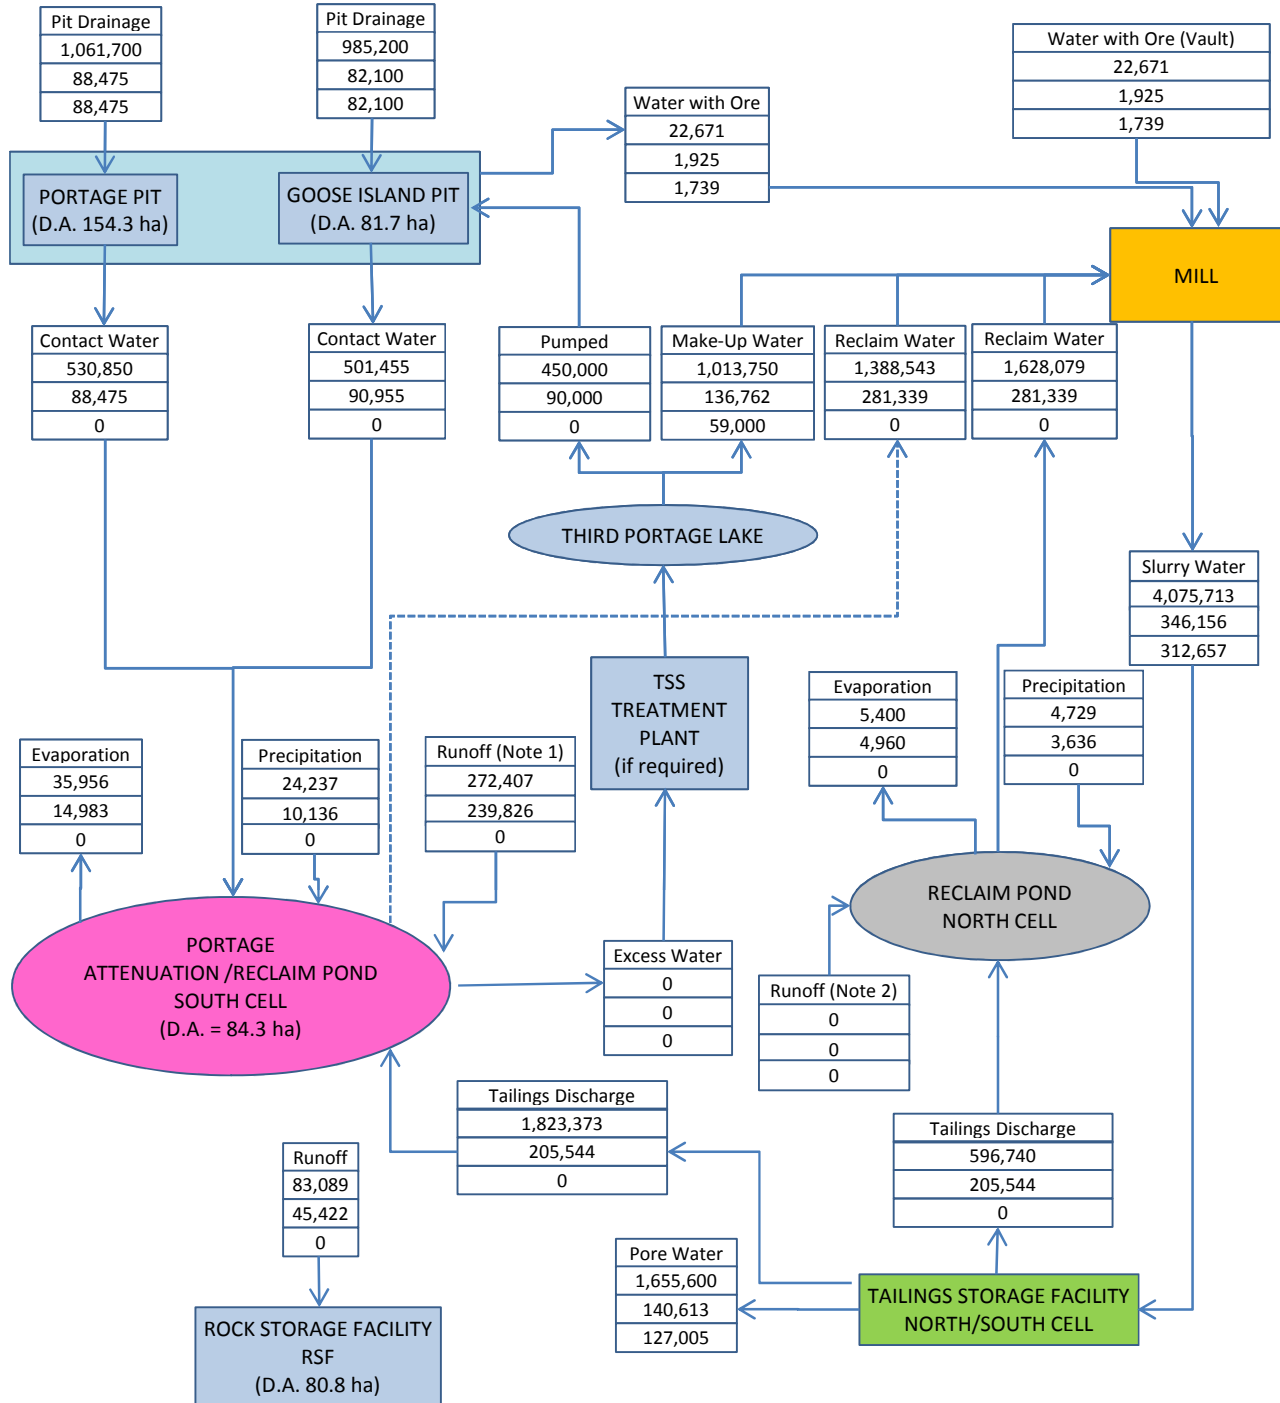 Pit Drainage
1,061,700
88,475
88,475
Pit Drainage
985,200
82,100
82,100
Water with Ore
22,671
1,925
1,739
Water with Ore (Vault)
22,671
1,925
1,739
PORTAGE PIT
(D.A. 154.3 ha)
GOOSE ISLAND PIT
(D.A. 81.7 ha)
MILL
Contact Water
530,850
88,475
0
Contact Water
501,455
90,955
0
Pumped
450,000
90,000
0
Make-Up Water
1,013,750
136,762
59,000
Reclaim Water
1,388,543
281,339
0
Reclaim Water
1,628,079
281,339
0
THIRD PORTAGE LAKE
Slurry Water
4,075,713
346,156
312,657
TSS
TREATMENT
PLANT
(if required)
Evaporation
5,400
4,960
0
Precipitation
4,729
3,636
0
Evaporation
35,956
14,983
0
Precipitation
24,237
10,136
0
Runoff (Note 1)
272,407
239,826
0
RECLAIM POND
NORTH CELL
PORTAGE
ATTENUATION /RECLAIM POND
SOUTH CELL
(D.A. = 84.3 ha)
Excess Water
0
0
0
Runoff (Note 2)
0
0
0
Tailings Discharge
1,823,373
205,544
0
Tailings Discharge
596,740
205,544
0
Runoff
83,089
45,422
0
Pore Water
1,655,600
140,613
127,005
TAILINGS STORAGE FACILITY
NORTH/SOUTH CELL
ROCK STORAGE FACILITY
RSF
(D.A. 80.8 ha)